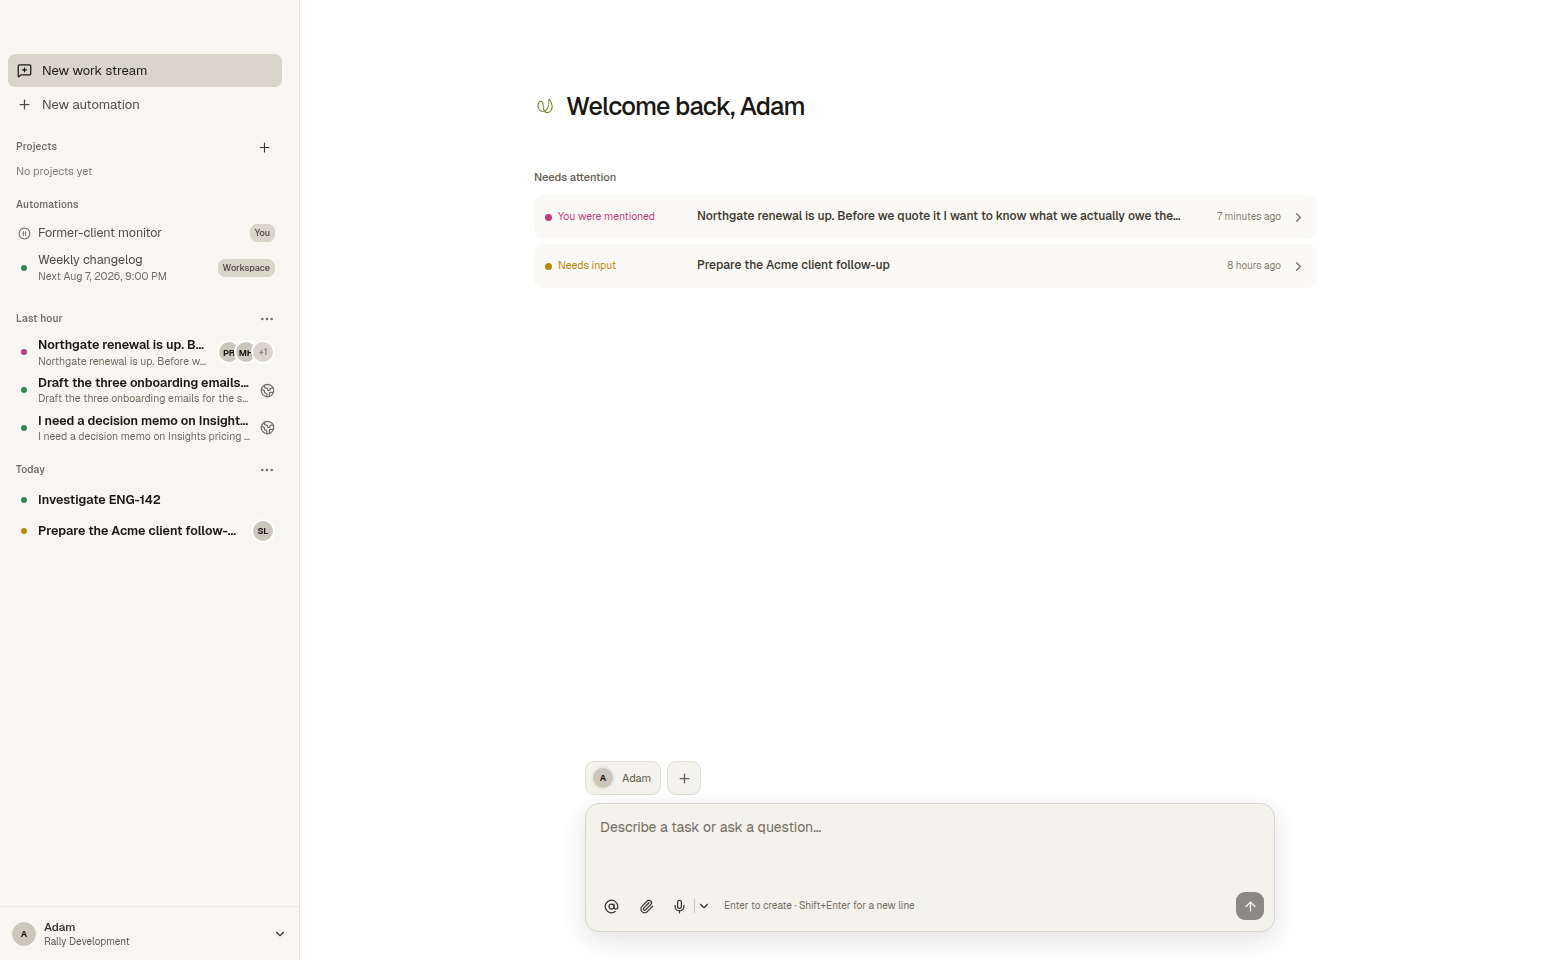 New work stream
New automation
Projects
No projects yet
Automations
Former-client monitor
You
Weekly changelog
Next Aug 7, 2026, 9:00 PM
Workspace
Last hour
Northgate renewal is up. B...
Northgate renewal is up. Before w...
PR
MH
+1
Draft the three onboarding emails...
Draft the three onboarding emails for the s...
I need a decision memo on Insight...
I need a decision memo on Insights pricing ...
Today
Investigate ENG-142
Prepare the Acme client follow-...
SL
A
Adam
Rally Development
Welcome back, Adam
Needs attention
You were mentioned
Northgate renewal is up. Before we quote it I want to know what we actually owe the...
7 minutes ago
Needs input
Prepare the Acme client follow-up
8 hours ago
A
Adam
Describe a task or ask a question...
Enter to create · Shift+Enter for a new line